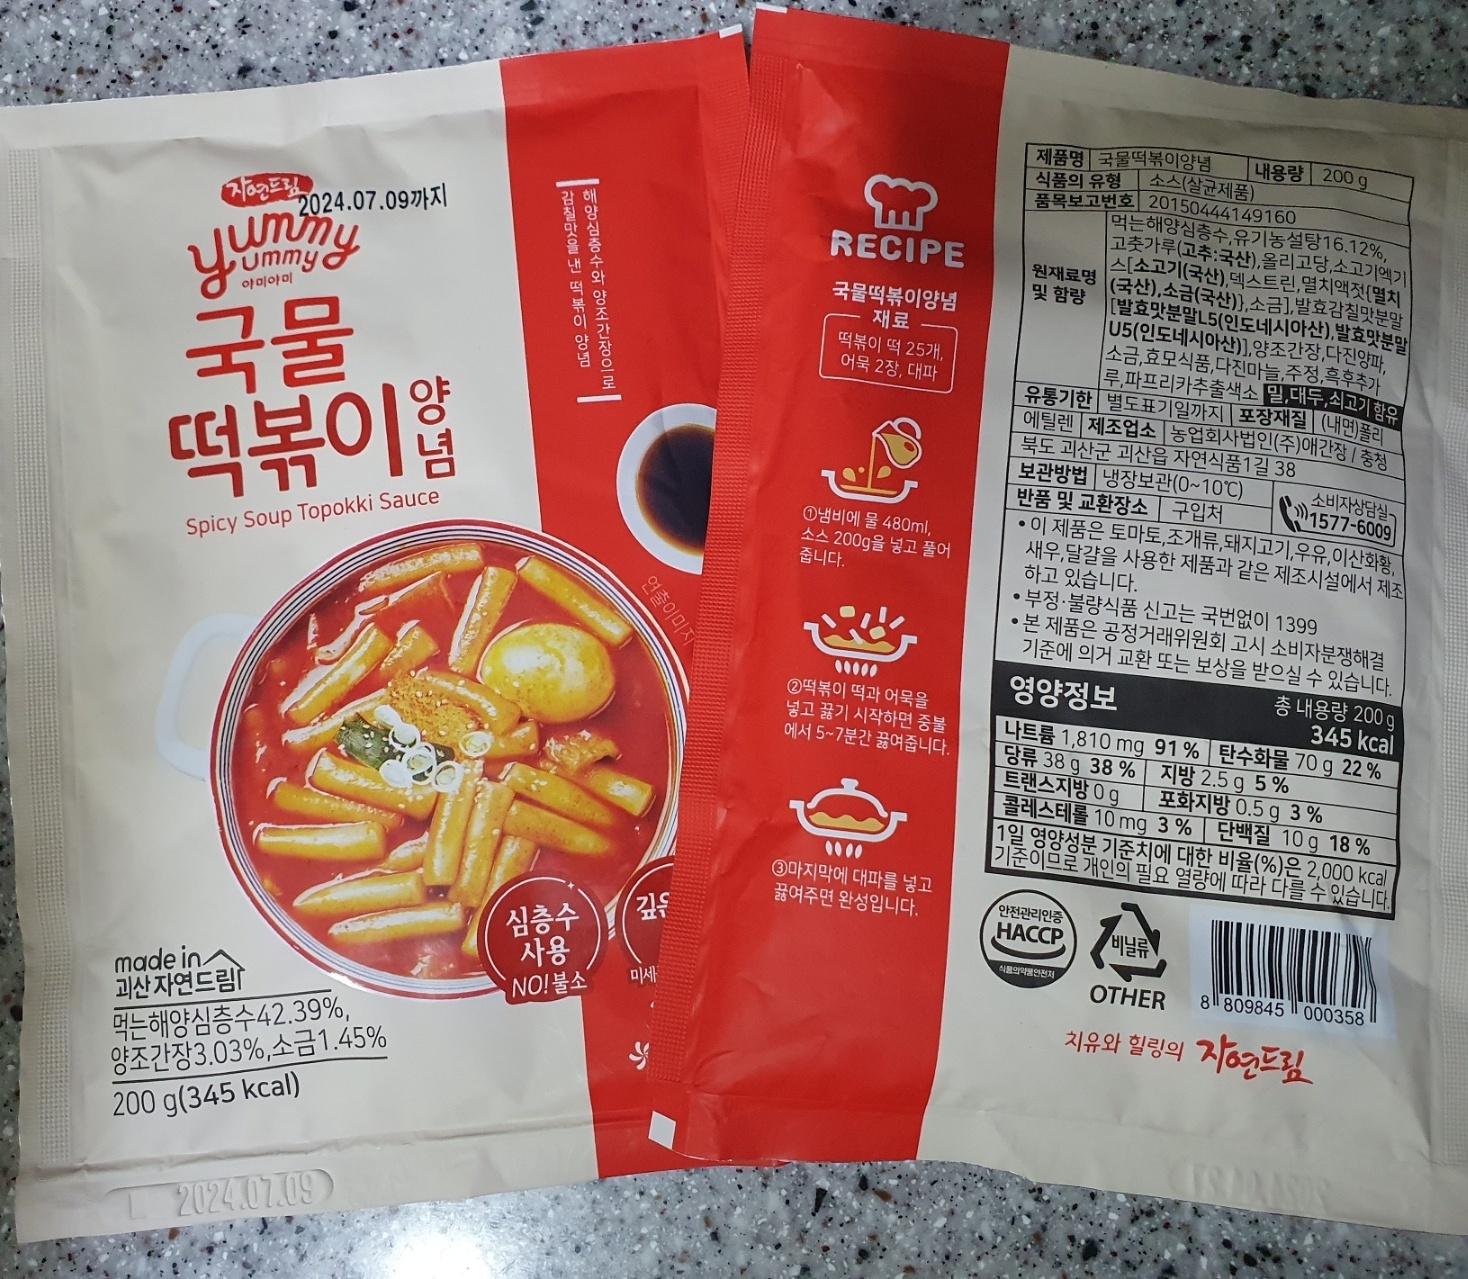 자연드림
2024.07.09까지
yummy
yummy
야미야미
국물
떡볶이
양념
Spicy Soup Topokki Sauce
해양심층수와 양조간장으로
감칠맛을 낸 떡볶이 양념
연출이미지
심층수
사용
NO! 불소
깊은
미세
made in
괴산자연드림
먹는해양심층수42.39%,
양조간장3.03%,소금1.45%
200 g(345 kcal)
2024.07.09
RECIPE
국물떡볶이양념
재료
떡볶이 떡 25개,
어묵 2장, 대파
①냄비에 물 480ml,
소스 200g을 넣고 풀어
줍니다.
②떡볶이 떡과 어묵을
넣고 끓기 시작하면 중불
에서 5~7분간 끓여줍니다.
③마지막에 대파를 넣고
끓여주면 완성입니다.
제품명 국물떡볶이양념 내용량 200 g
식품의 유형 소스(살균제품)
품목보고번호 20150444149160
원재료명 및 함량
먹는해양심층수,유기농설탕16.12%,
고춧가루(고추:국산),올리고당,소고기엑기
스[소고기(국산),덱스트린,멸치액젓{멸치
(국산),소금(국산)},소금],발효감칠맛분말
[발효맛분말L5(인도네시아산),발효맛분말
U5(인도네시아산)],양조간장,다진양파,
소금,효모식품,다진마늘,주정,흑후추가
루,파프리카추출색소 밀,대두,쇠고기 함유
유통기한 별도표기일까지 포장재질 (내면)폴리
에틸렌 제조업소 농업회사법인(주)애간장 / 충청
북도 괴산군 괴산읍 자연식품1길 38
보관방법 냉장보관(0~10℃)
반품 및 교환장소 구입처
소비자상담실
1577-6009
• 이 제품은 토마토,조개류,돼지고기,우유,이산화황,
새우,달걀을 사용한 제품과 같은 제조시설에서 제조
하고 있습니다.
• 부정·불량식품 신고는 국번없이 1399
• 본 제품은 공정거래위원회 고시 소비자분쟁해결
기준에 의거 교환 또는 보상을 받으실 수 있습니다.
영양정보 총 내용량 200 g
345 kcal
나트륨 1,810 mg 91 % 탄수화물 70 g 22 %
당류 38 g 38 % 지방 2.5 g 5 %
트랜스지방 0 g 포화지방 0.5 g 3 %
콜레스테롤 10 mg 3 % 단백질 10 g 18 %
1일 영양성분 기준치에 대한 비율(%)은 2,000 kcal
기준이므로 개인의 필요 열량에 따라 다를 수 있습니다.
안전관리인증
HACCP
식품의약품안전처
비닐류
OTHER
8 809845 000358
치유와 힐링의 자연드림